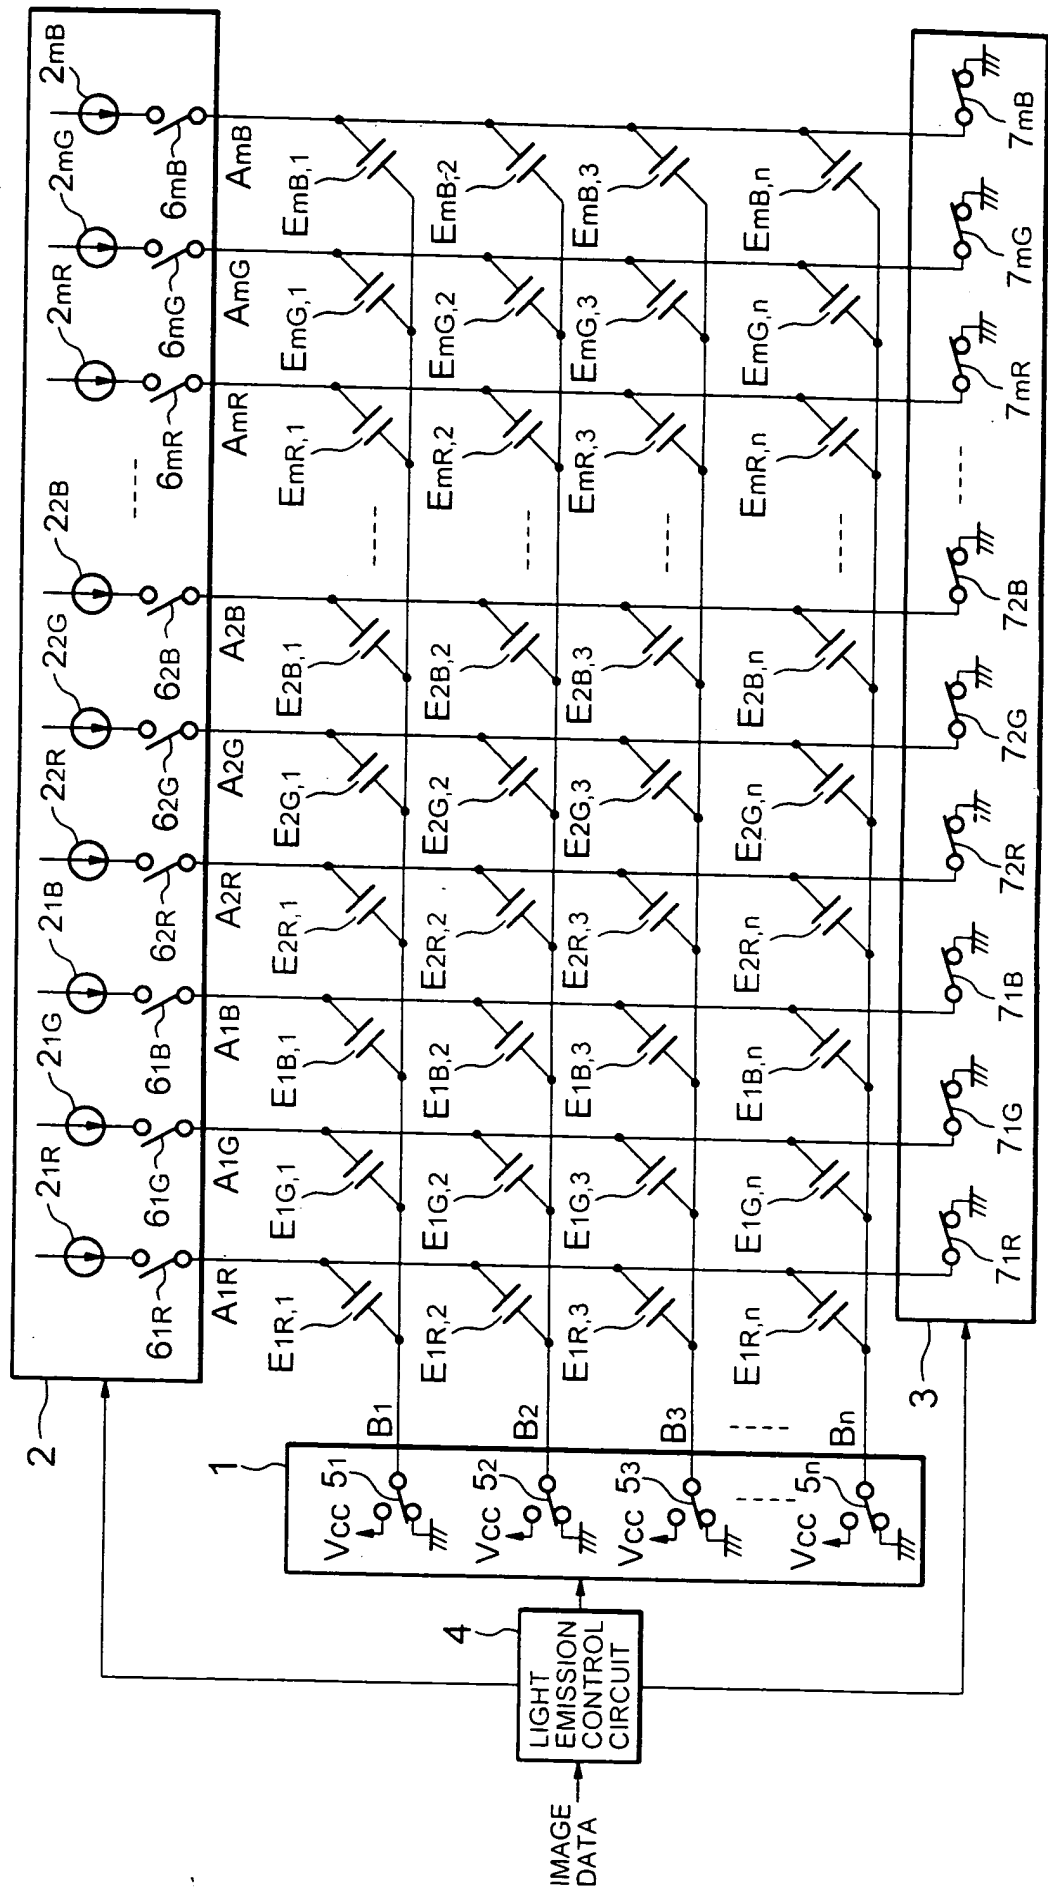 2
21R 21G 21B 22R 22G 22B 2mR 2mG 2mB
61R 61G 61B 62R 62G 62B ----- 6mR 6mG 6mB
A1R A1G A1B A2R A2G A2B AmR AmG AmB
1
Vcc 51 B1
E1R,1 E1G,1 E1B,1 E2R,1 E2G,1 E2B,1 ----- EmR,1 EmG,1 EmB,1
Vcc 52 B2
E1R,2 E1G,2 E1B,2 E2R,2 E2G,2 E2B,2 ----- EmR,2 EmG,2 EmB,2
Vcc 53 B3
E1R,3 E1G,3 E1B,3 E2R,3 E2G,3 E2B,3 ----- EmR,3 EmG,3 EmB,3
Vcc 5n Bn
E1R,n E1G,n E1B,n E2R,n E2G,n E2B,n ----- EmR,n EmG,n EmB,n
4
LIGHT
EMISSION
CONTROL
CIRCUIT
IMAGE
DATA
3
71R 71G 71B 72R 72G 72B ----- 7mR 7mG 7mB